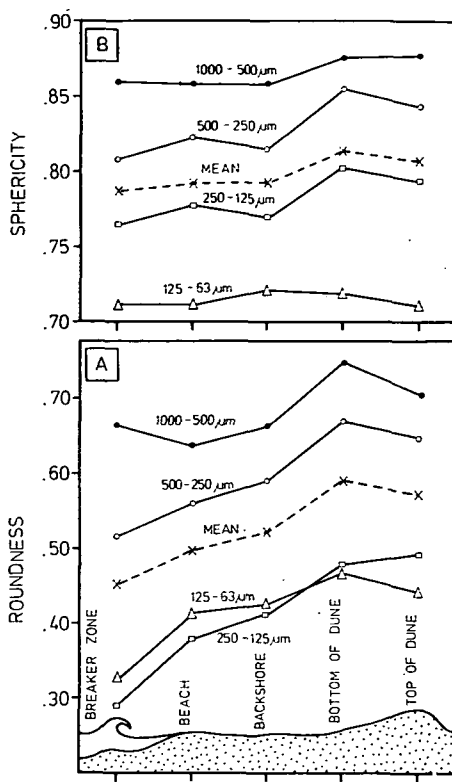 B
SPHERICITY
.90
.85
.80
.75
.70
1000-500 µm
500-250 µm
MEAN
250-125 µm
125-63 µm
A
ROUNDNESS
.70
.60
.50
.40
.30
1000-500 µm
500-250 µm
MEAN
125-63 µm
250-125 µm
BREAKER ZONE
BEACH
BACKSHORE
BOTTOM OF DUNE
TOP OF DUNE